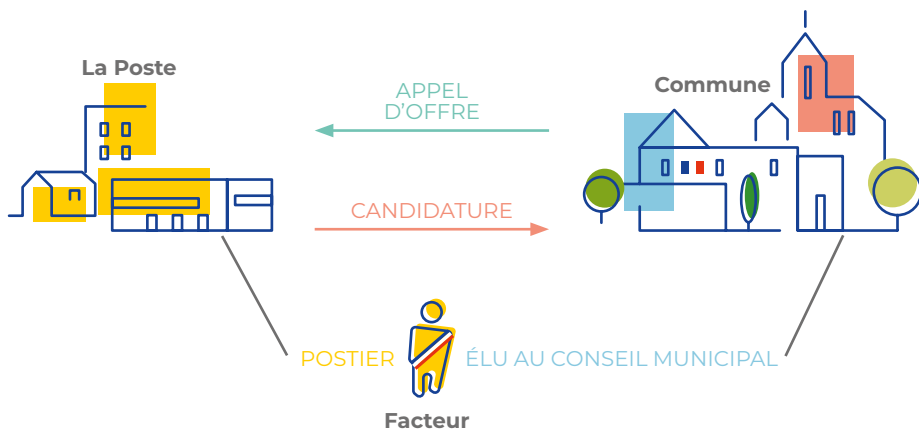 La Poste
Commune
APPEL
D'OFFRE
CANDIDATURE
POSTIER
ÉLU AU CONSEIL MUNICIPAL
Facteur